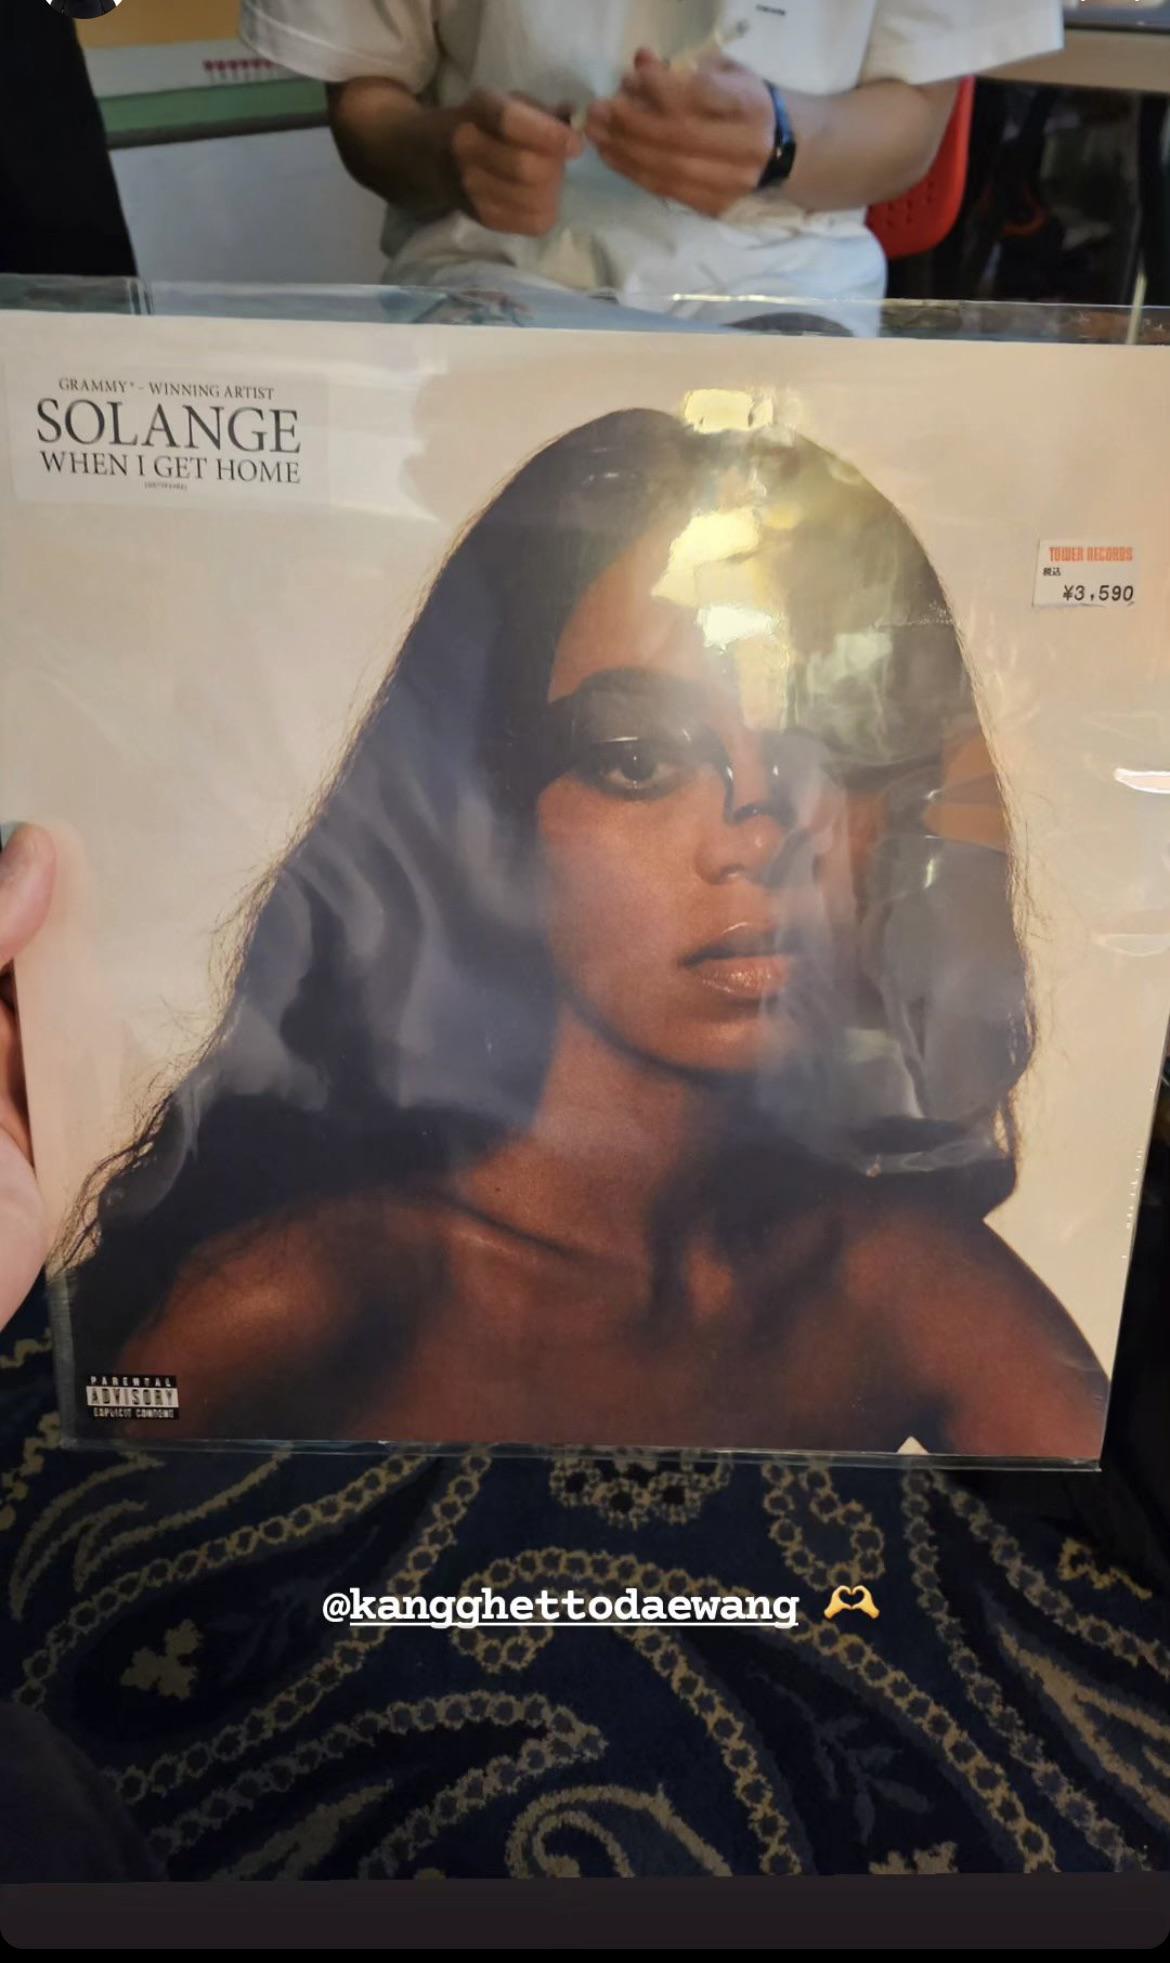 GRAMMY® - WINNING ARTIST
SOLANGE
WHEN I GET HOME
TOWER RECORDS
税込
¥3,590
PARENTAL
ADVISORY
EXPLICIT CONTENT
@kangghettodaewang 🫶